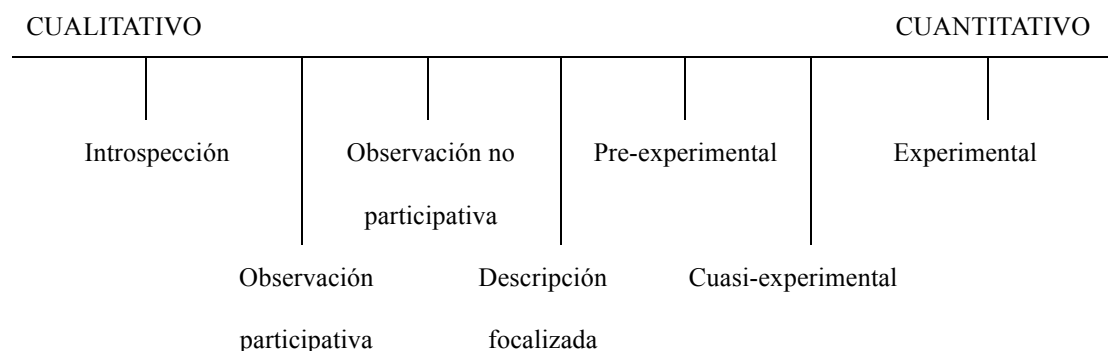 CUALITATIVO CUANTITATIVO
Introspección Observación no Pre-experimental Experimental
participativa
Observación Descripción Cuasi-experimental
participativa focalizada